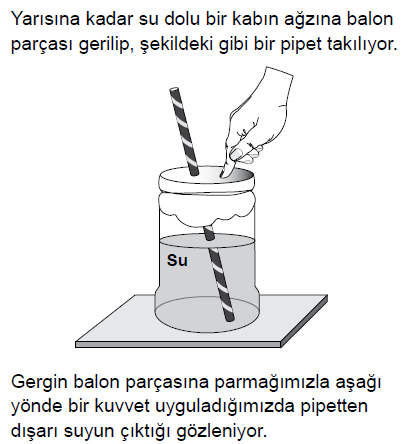 Yarısına kadar su dolu bir kabın ağzına balon
parçası gerilip, şekildeki gibi bir pipet takılıyor.
Su
Gergin balon parçasına parmağımızla aşağı
yönde bir kuvvet uyguladığımızda pipetten
dışarı suyun çıktığı gözleniyor.